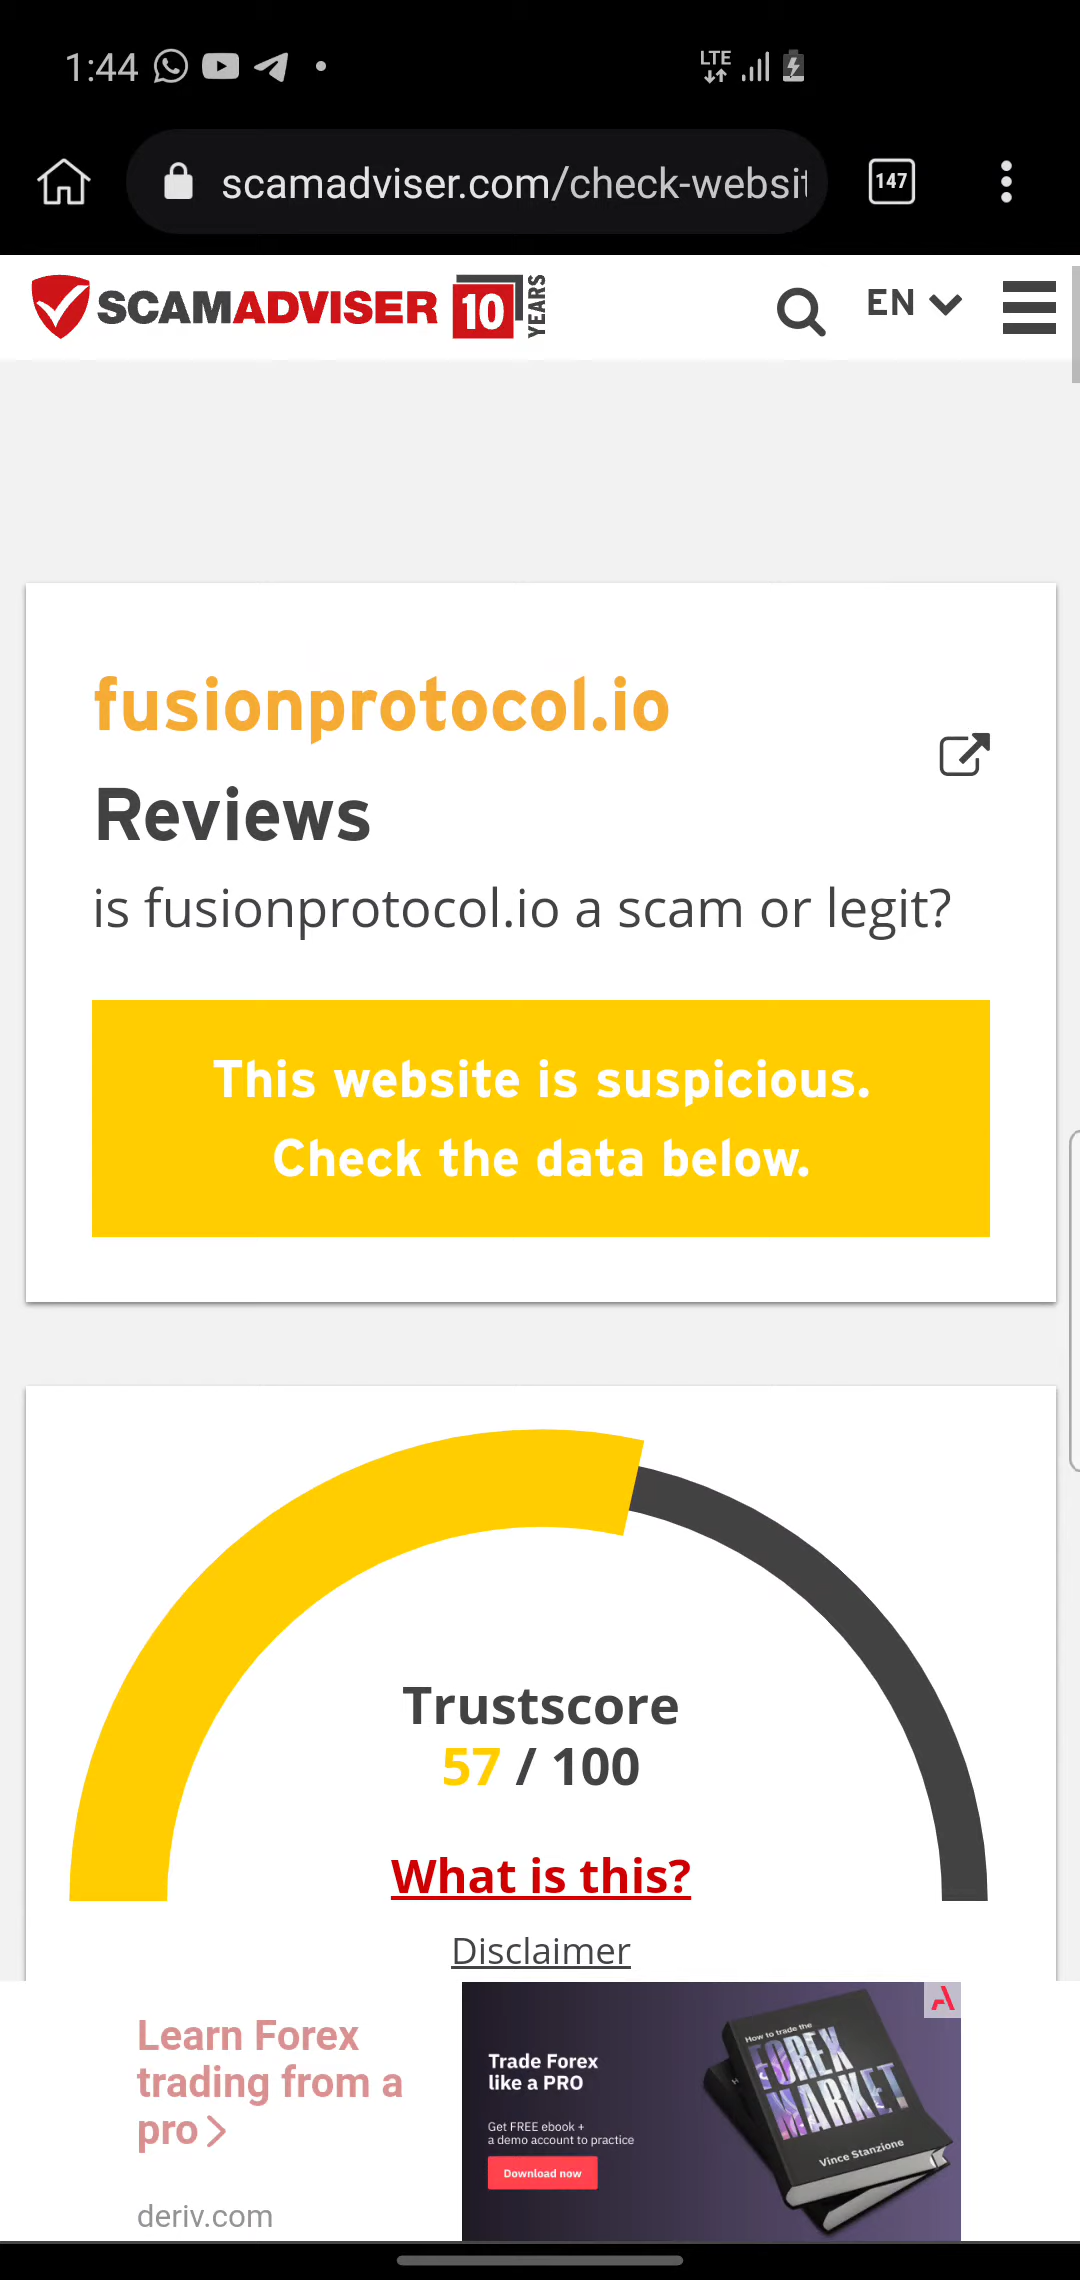 1:44
LTE
scamadviser.com/check-websit
147
SCAMADVISER 10 YEARS
EN
fusionprotocol.io
Reviews
is fusionprotocol.io a scam or legit?
This website is suspicious.
Check the data below.
Trustscore
57 / 100
What is this?
Disclaimer
Learn Forex
trading from a
pro
deriv.com
Trade Forex
like a PRO
Get FREE ebook +
a demo account to practice
Download now
How to trade the
FOREX
MARKET
Vince Stanzione
H